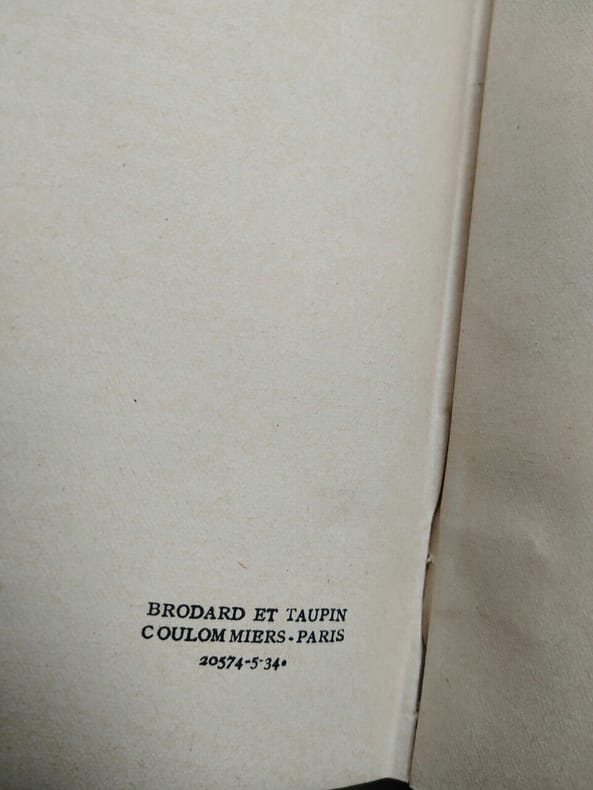 BRODARD ET TAUPIN
COULOMMIERS-PARIS
20574-5-34.